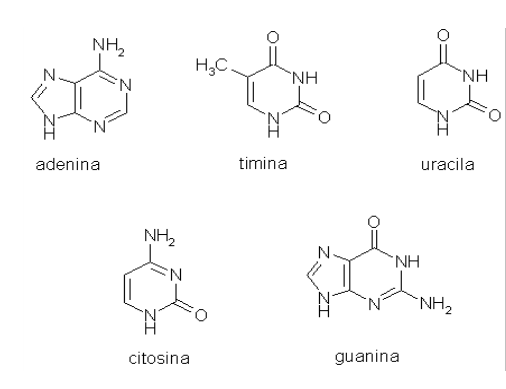 NH₂
N N
N N
H
adenina
O
H₃C NH
N O
H
timina
O
NH
N O
H
uracila
NH₂
N
N O
H
citosina
O
N NH
N N NH₂
H
guanina